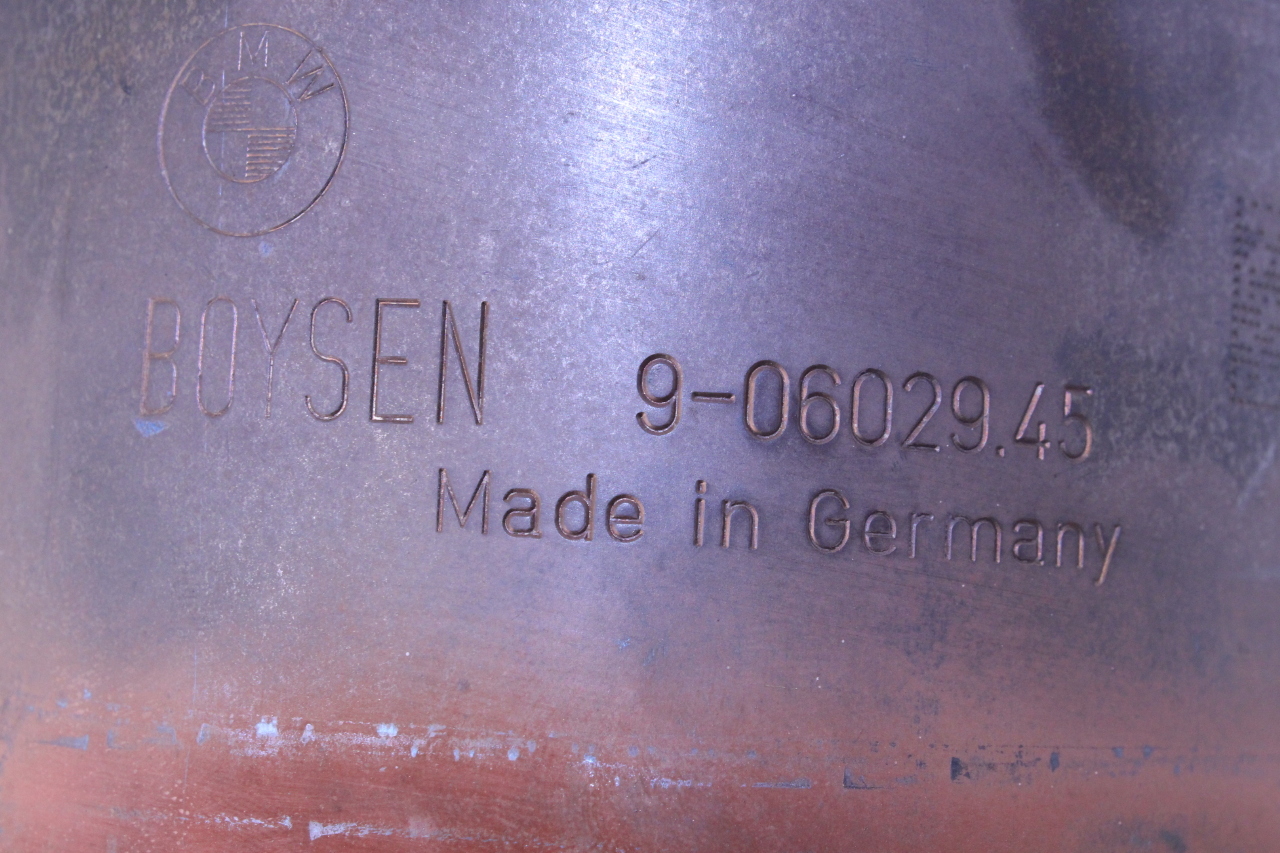 BMW
BOYSEN
9-06029.45
Made in Germany